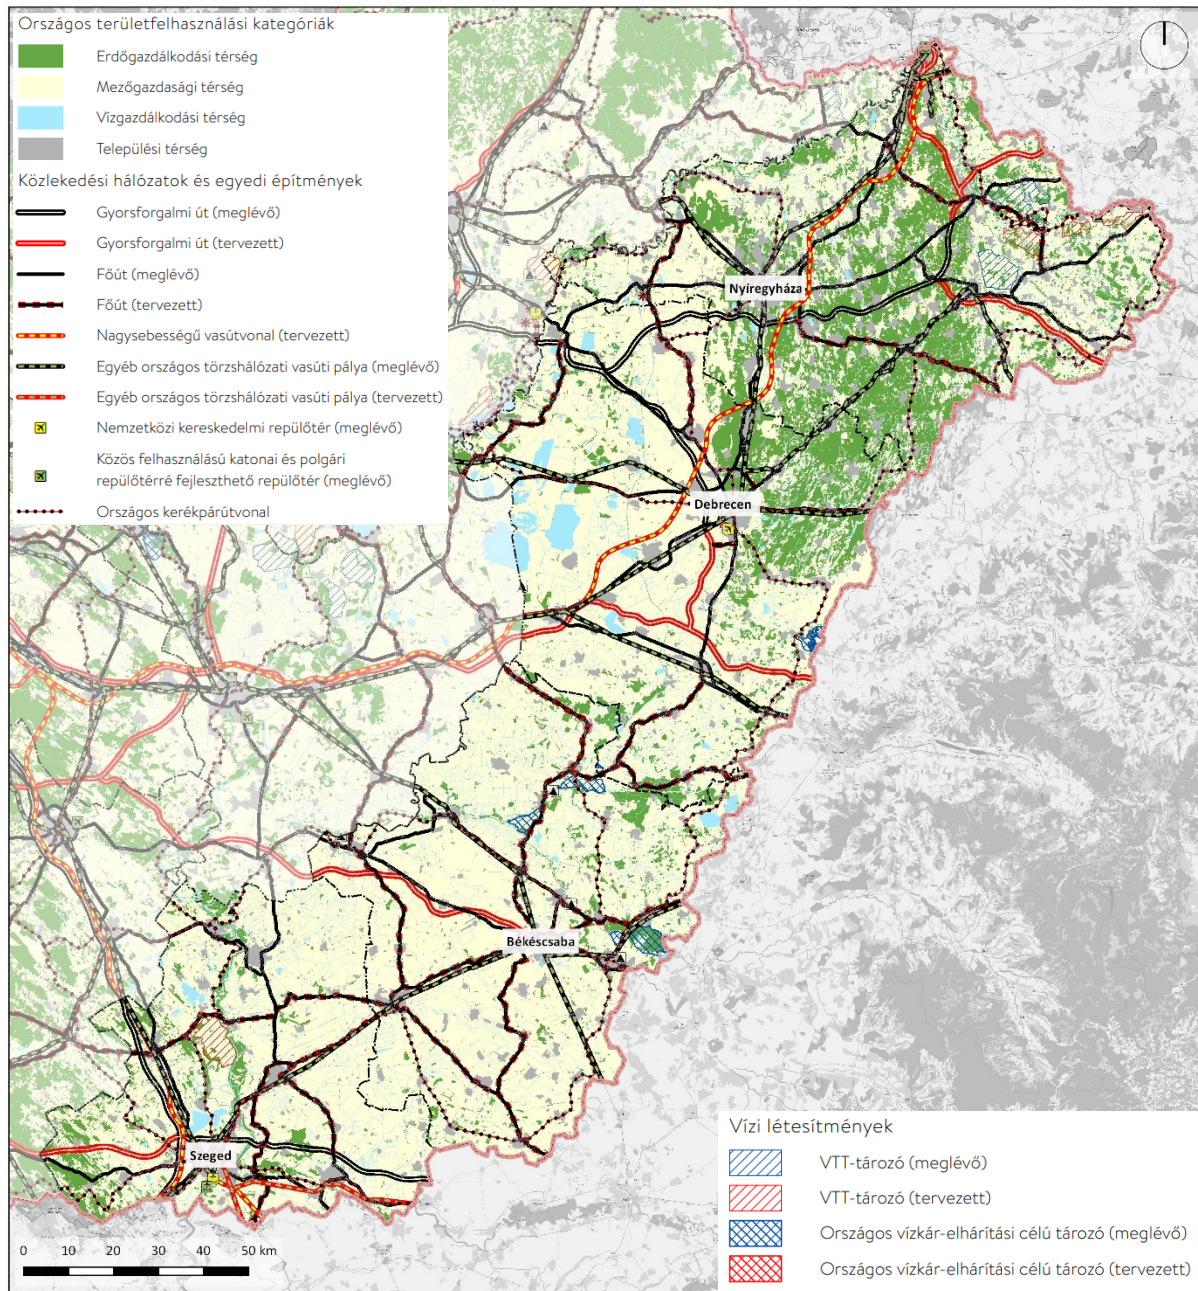 Országos területfelhasználási kategóriák
Erdőgazdálkodási térség
Mezőgazdasági térség
Vízgazdálkodási térség
Települési térség
Közlekedési hálózatok és egyedi építmények
Gyorsforgalmi út (meglévő)
Gyorsforgalmi út (tervezett)
Főút (meglévő)
Főút (tervezett)
Nagysebességű vasútvonal (tervezett)
Egyéb országos törzshálózati vasúti pálya (meglévő)
Egyéb országos törzshálózati vasúti pálya (tervezett)
Nemzetközi kereskedelmi repülőtér (meglévő)
Közös felhasználású katonai és polgári
repülőtérré fejleszthető repülőtér (meglévő)
Országos kerékpárútvonal
Nyíregyháza
Debrecen
Békéscsaba
Szeged
0 10 20 30 40 50 km
Vízi létesítmények
VTT-tározó (meglévő)
VTT-tározó (tervezett)
Országos vízkár-elhárítási célú tározó (meglévő)
Országos vízkár-elhárítási célú tározó (tervezett)